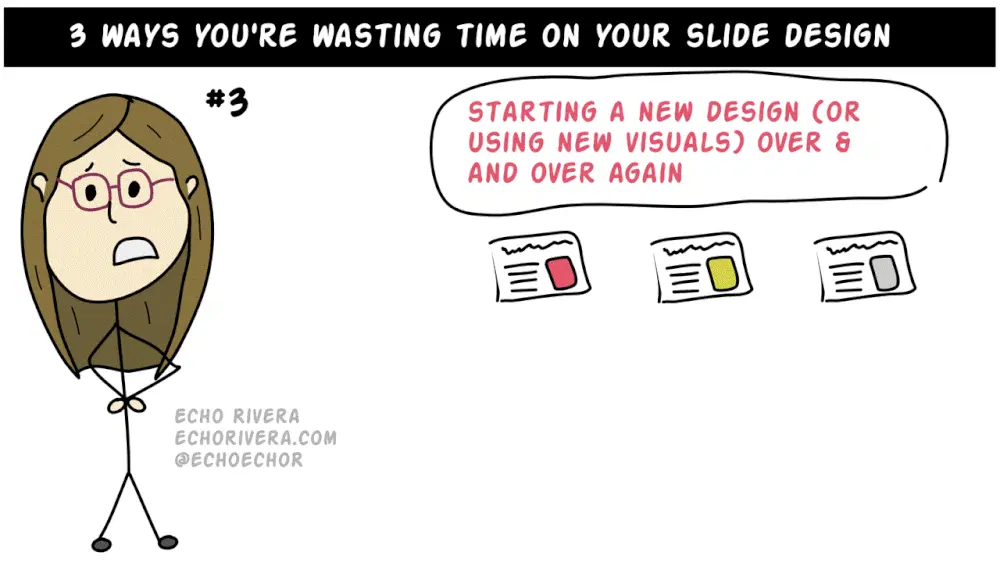 3 WAYS YOU'RE WASTING TIME ON YOUR SLIDE DESIGN
#3
STARTING A NEW DESIGN (OR
USING NEW VISUALS) OVER &
AND OVER AGAIN
ECHO RIVERA
ECHORIVERA.COM
@ECHOECHOR